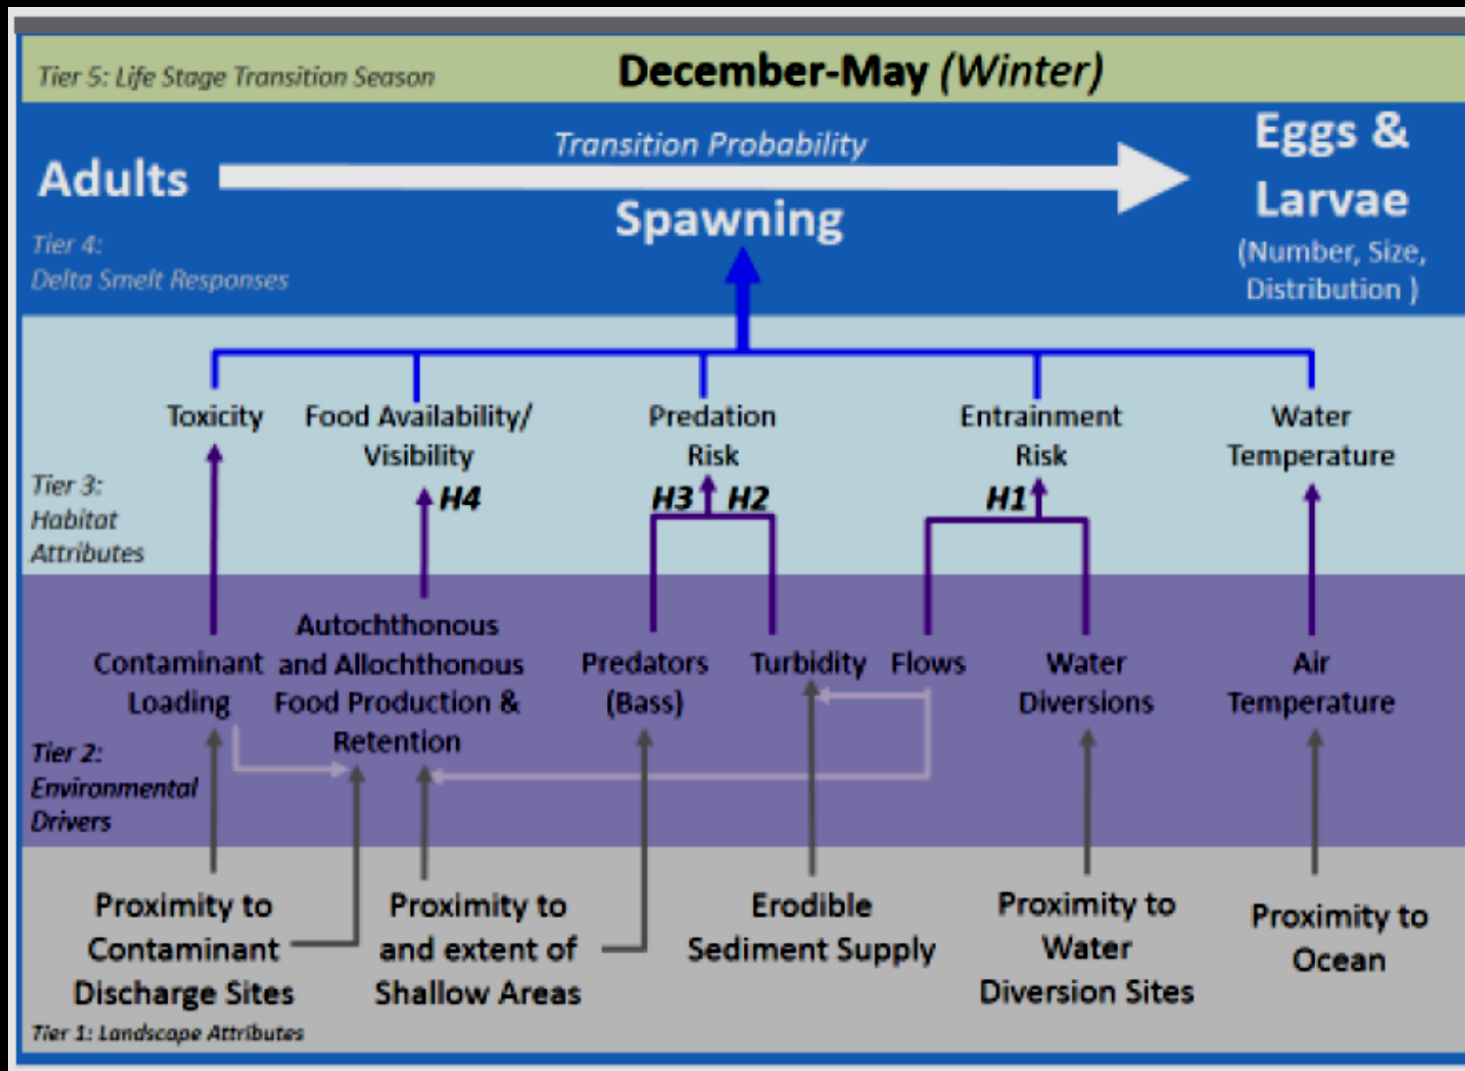 Tier 5: Life Stage Transition Season
December-May (Winter)
Transition Probability
Adults
Spawning
Eggs &
Larvae
(Number, Size,
Distribution )
Tier 4:
Delta Smelt Responses
Toxicity
Food Availability/
Visibility
Predation
Risk
Entrainment
Risk
Water
Temperature
H4
H3
H2
H1
Tier 3:
Habitat
Attributes
Contaminant
Loading
Autochthonous
and Allochthonous
Food Production &
Retention
Predators
(Bass)
Turbidity
Flows
Water
Diversions
Air
Temperature
Tier 2:
Environmental
Drivers
Proximity to
Contaminant
Discharge Sites
Proximity to
and extent of
Shallow Areas
Erodible
Sediment Supply
Proximity to
Water
Diversion Sites
Proximity to
Ocean
Tier 1: Landscape Attributes